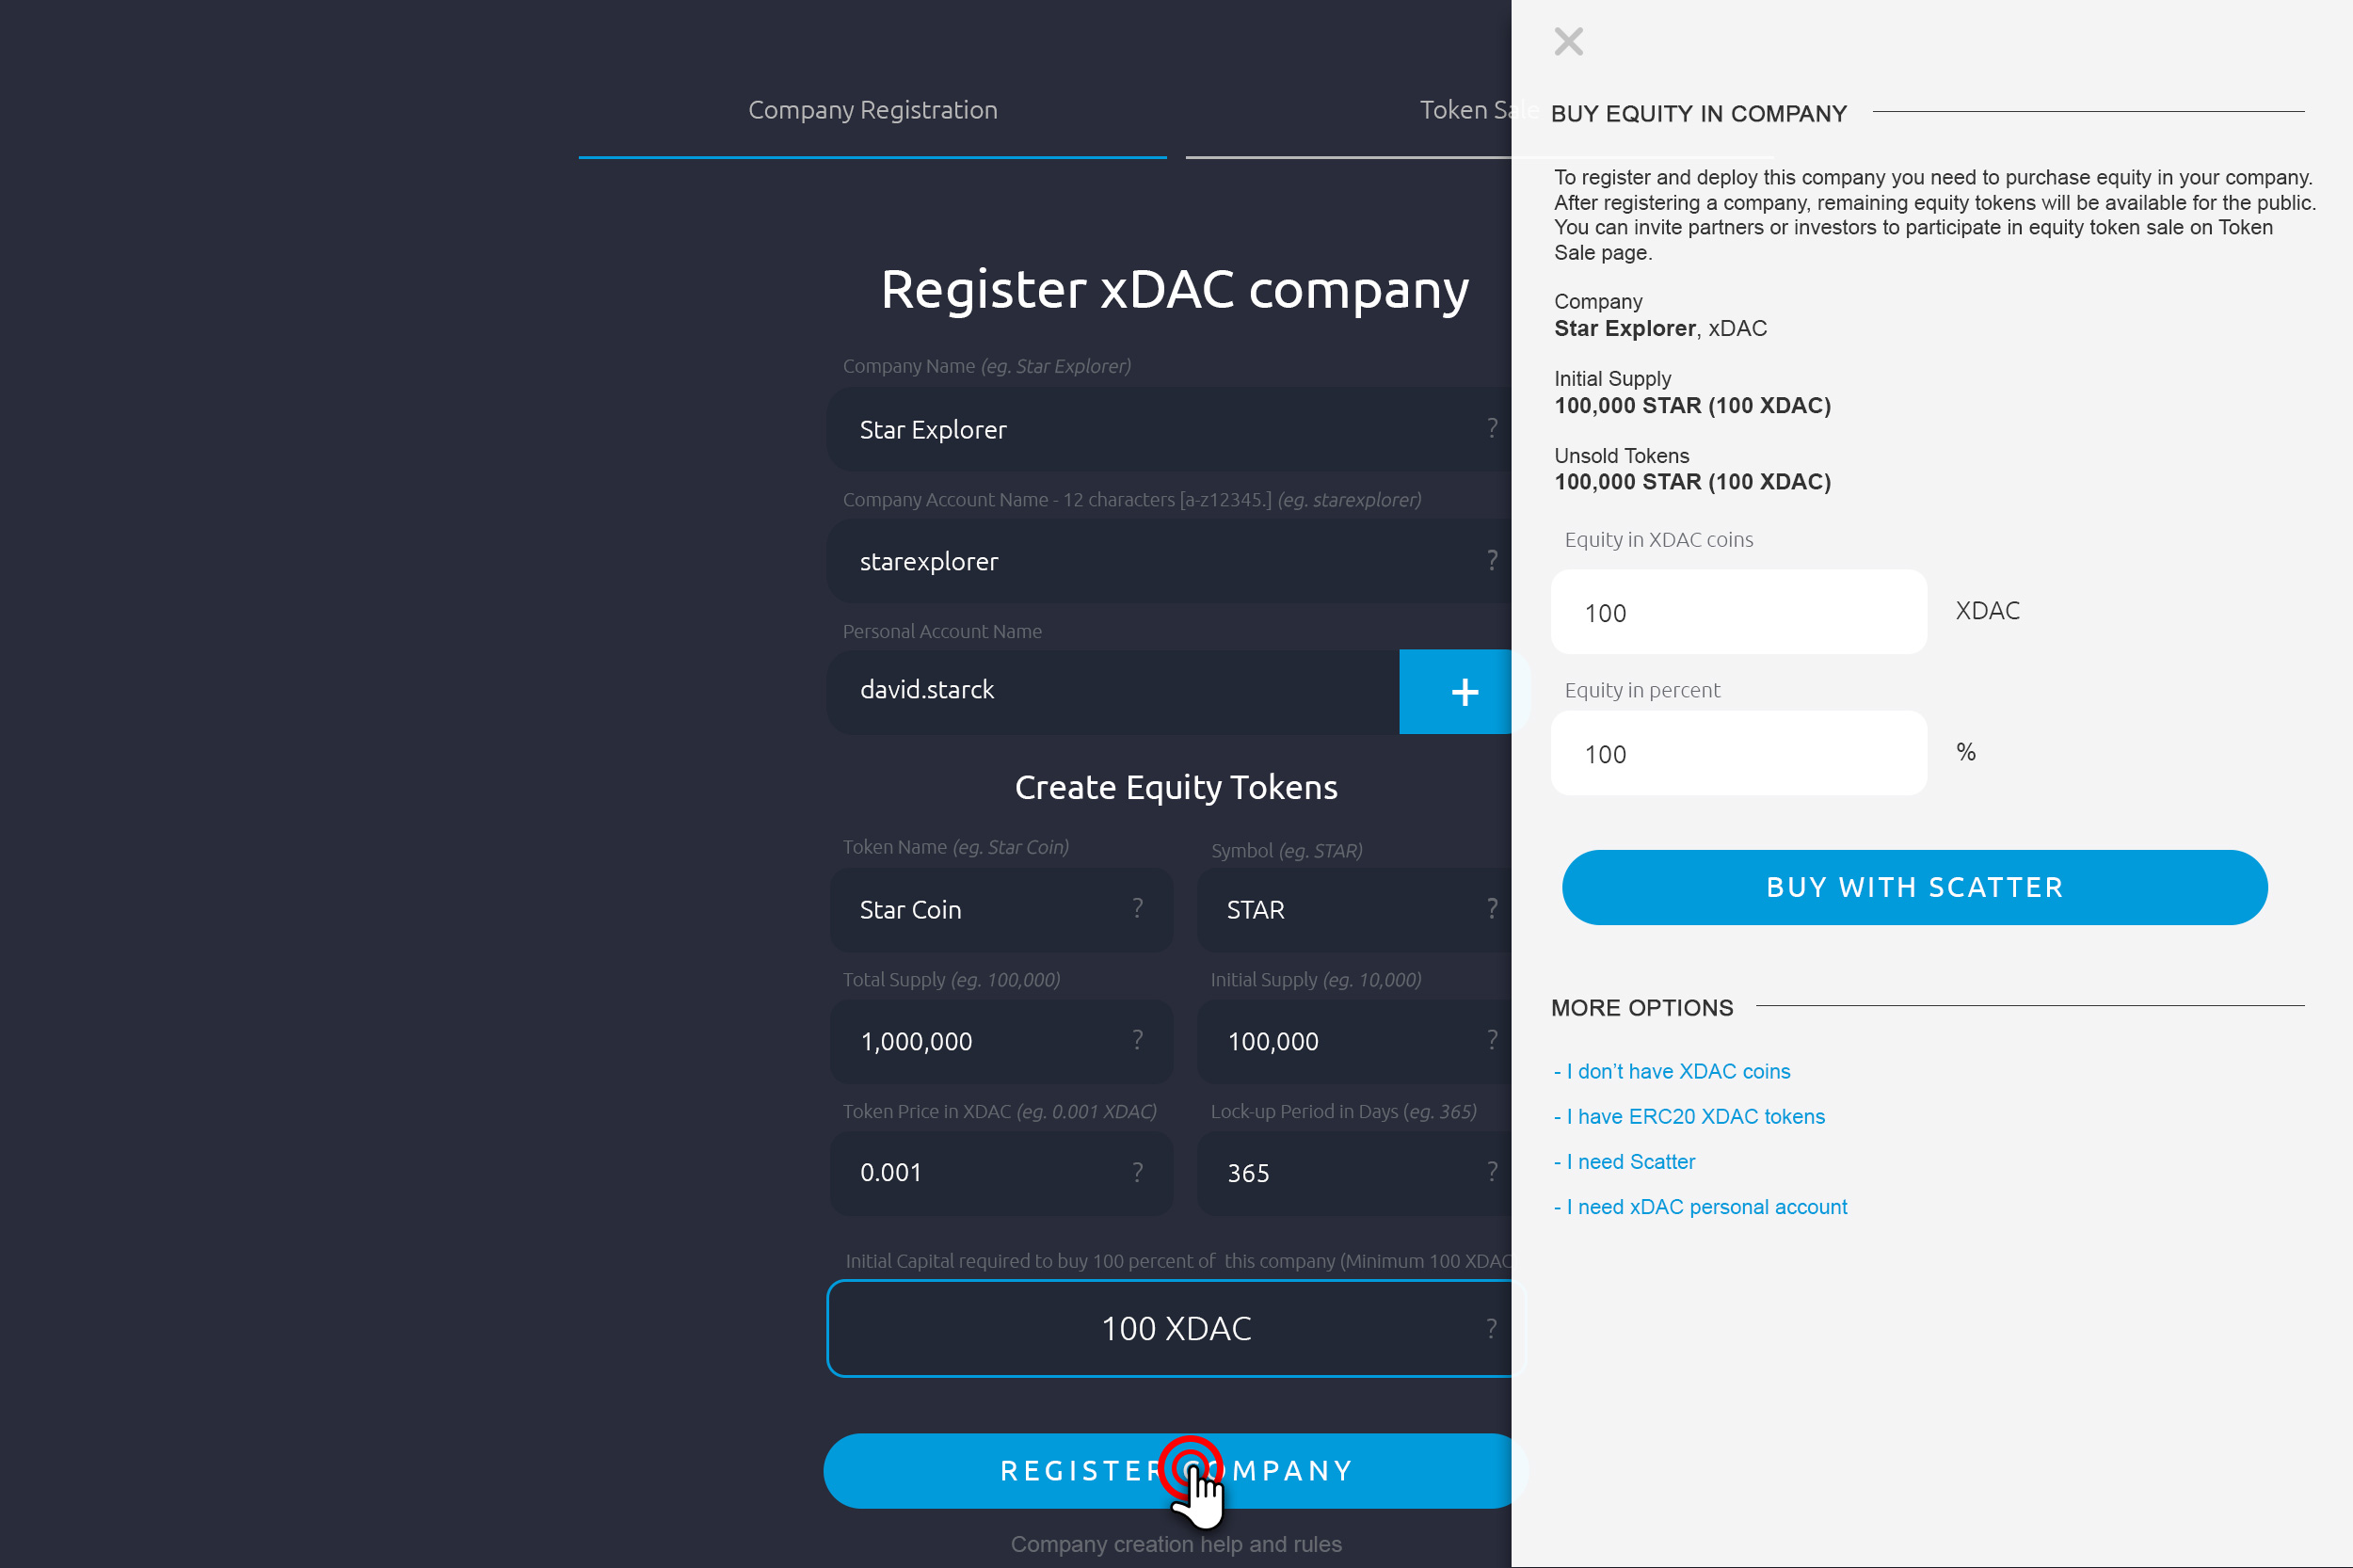 Company Registration
Token Sale
Register xDAC company
Company Name (eg. Star Explorer)
Star Explorer ?
Company Account Name - 12 characters [a-z12345.] (eg. starexplorer)
starexplorer ?
Personal Account Name
david.starck +
Create Equity Tokens
Token Name (eg. Star Coin) Symbol (eg. STAR)
Star Coin ? STAR ?
Total Supply (eg. 100,000) Initial Supply (eg. 10,000)
1,000,000 ? 100,000 ?
Token Price in XDAC (eg. 0.001 XDAC) Lock-up Period in Days (eg. 365)
0.001 ? 365 ?
Initial Capital required to buy 100 percent of this company (Minimum 100 XDAC
100 XDAC ?
REGISTER COMPANY
Company creation help and rules
BUY EQUITY IN COMPANY
To register and deploy this company you need to purchase equity in your company.
After registering a company, remaining equity tokens will be available for the public.
You can invite partners or investors to participate in equity token sale on Token
Sale page.
Company
Star Explorer, xDAC
Initial Supply
100,000 STAR (100 XDAC)
Unsold Tokens
100,000 STAR (100 XDAC)
Equity in XDAC coins
100 XDAC
Equity in percent
100 %
BUY WITH SCATTER
MORE OPTIONS
- I don’t have XDAC coins
- I have ERC20 XDAC tokens
- I need Scatter
- I need xDAC personal account